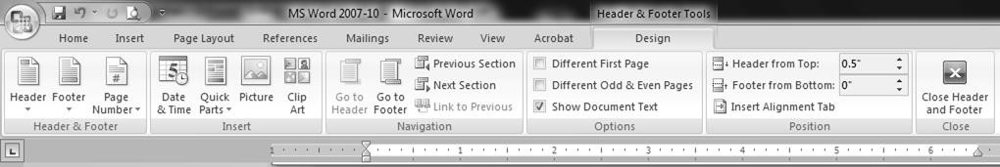 MS Word 2007-10 - Microsoft Word Header & Footer Tools
Home Insert Page Layout References Mailings Review View Acrobat Design
Header Footer Page Number
Header & Footer
5 Date & Time Quick Parts Picture Clip Art
Insert
Go to Header Go to Footer
Previous Section
Next Section
Link to Previous
Navigation
Different First Page
Different Odd & Even Pages
Show Document Text
Options
Header from Top: 0.5"
Footer from Bottom: 0"
Insert Alignment Tab
Position
Close Header and Footer
Close
L 1 1 2 3 4 5 6